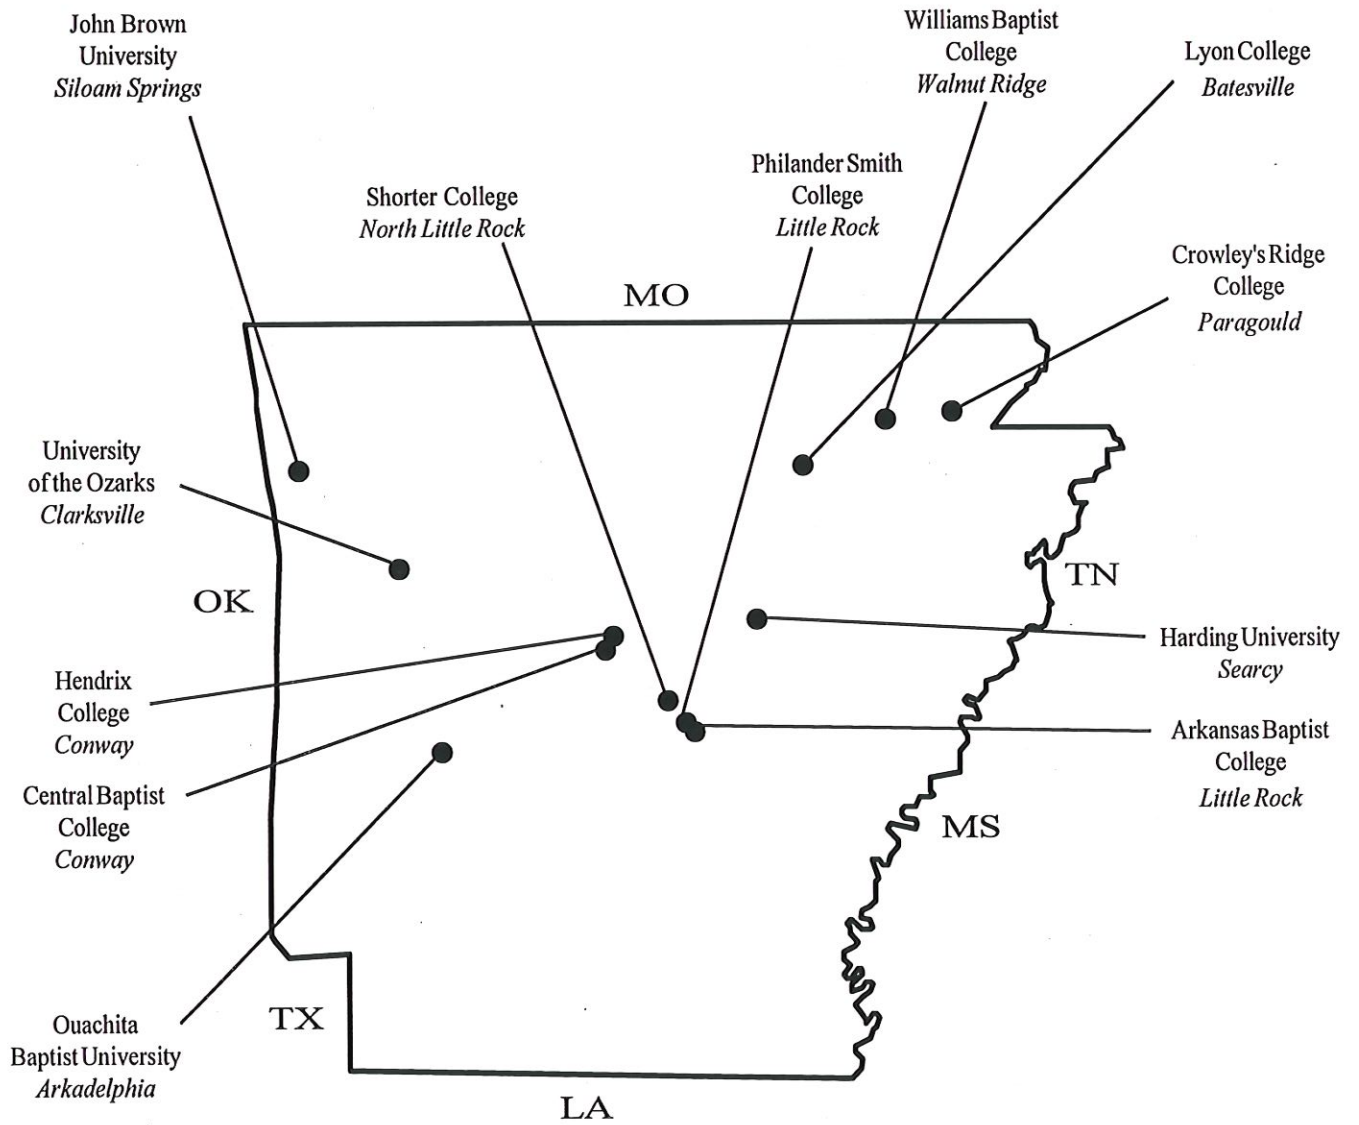 John Brown
University
Siloam Springs
Williams Baptist
College
Walnut Ridge
Lyon College
Batesville
Shorter College
North Little Rock
Philander Smith
College
Little Rock
Crowley's Ridge
College
Paragould
MO
University
of the Ozarks
Clarksville
OK
TN
Harding University
Searcy
Hendrix
College
Conway
Arkansas Baptist
College
Little Rock
Central Baptist
College
Conway
MS
Ouachita
Baptist University
Arkadelphia
TX
LA